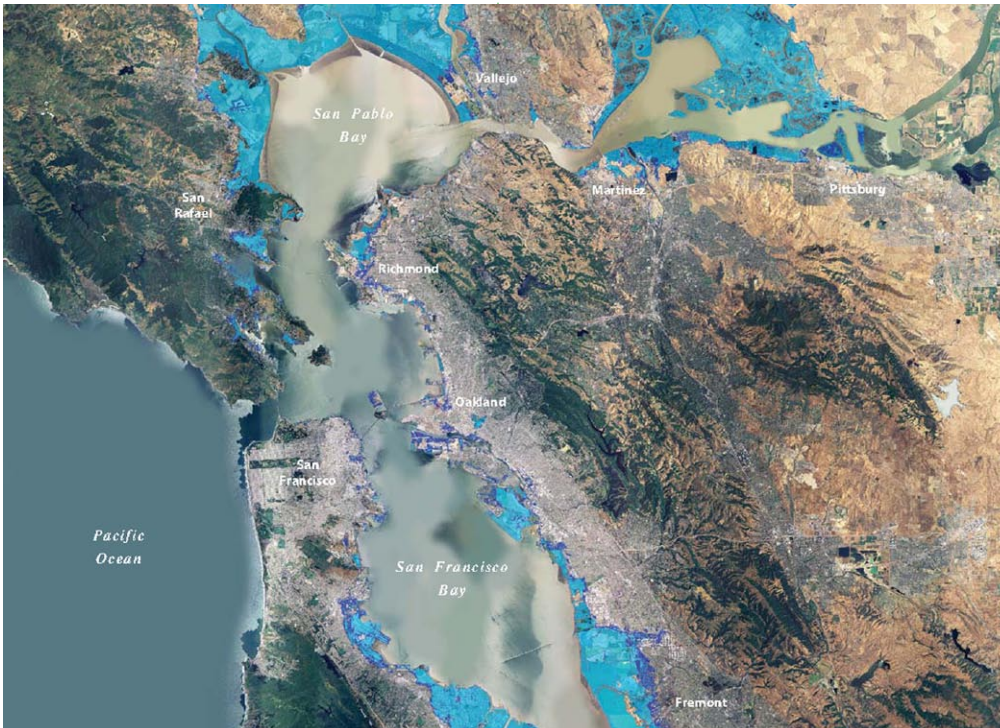 Vallejo
San Pablo
Bay
Martinez
Pittsburg
San
Rafael
Richmond
Oakland
San
Francisco
Pacific
Ocean
San Francisco
Bay
Fremont